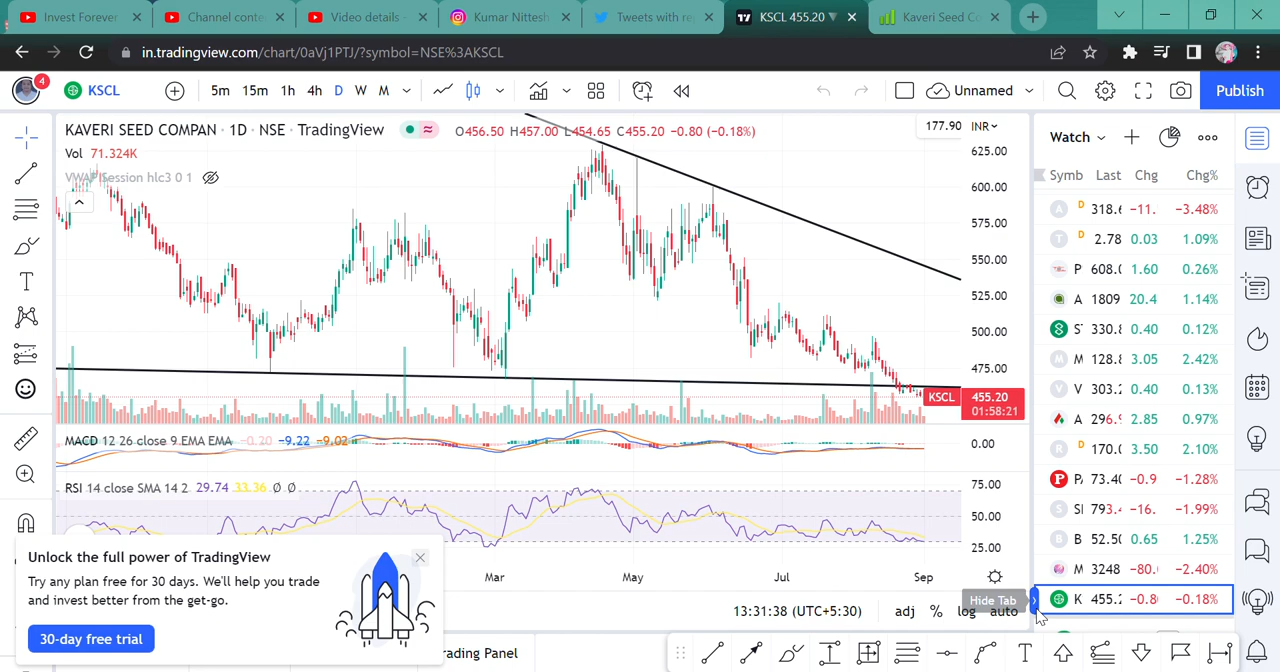 Invest Forever
Channel conte
Video details -
Kumar Nittesh
Tweets with re
KSCL 455.20
Kaveri Seed C
in.tradingview.com/chart/0aVj1PTJ/?symbol=NSE%3AKSCL
4
KSCL
5m 15m 1h 4h D W M
Unnamed
Publish
KAVERI SEED COMPAN · 1D · NSE · TradingView
O456.50 H457.00 L454.65 C455.20 −0.80 (−0.18%)
177.90
INR
Vol 71.324K
VWAP Session hlc3 0 1
625.00
600.00
575.00
550.00
525.00
500.00
475.00
KSCL 455.20
01:58:21
MACD 12 26 close 9 EMA EMA −0.20 −9.22 −9.02
0.00
RSI 14 close SMA 14 2 29.74 33.36 Ø Ø
75.00
50.00
25.00
Mar May Jul Sep
Hide Tab
13:31:38 (UTC+5:30)
adj % log auto
Unlock the full power of TradingView
Try any plan free for 30 days. We'll help you trade
and invest better from the get-go.
30-day free trial
rading Panel
Watch
Symb Last Chg Chg%
A D 318.6 −11. −3.48%
T D 2.78 0.03 1.09%
P 608.0 1.60 0.26%
A 1809 20.4 1.14%
S 330.8 0.40 0.12%
M M 128.8 3.05 2.42%
V V 303.2 0.40 0.13%
A 296.9 2.85 0.97%
R D 170.0 3.50 2.10%
P 73.40 −0.9 −1.28%
S SI 793.4 −16. −1.99%
B B 52.50 0.65 1.25%
M 3248 −80. −2.40%
K 455.2 −0.8 −0.18%